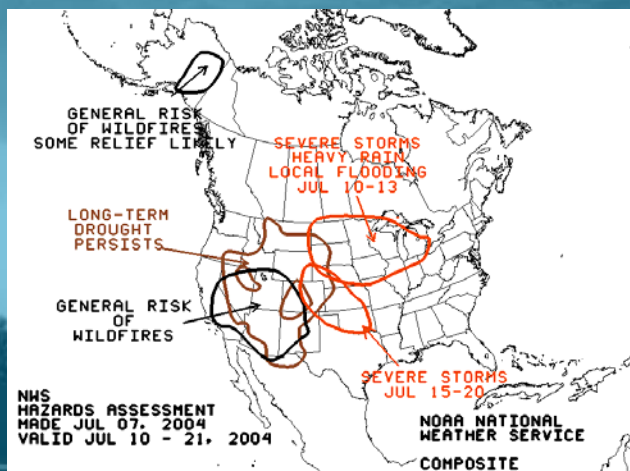 GENERAL RISK
OF WILDFIRES
SOME RELIEF LIKELY
SEVERE STORMS
HEAVY RAIN
LOCAL FLOODING
JUL 10-13
LONG-TERM
DROUGHT
PERSISTS
GENERAL RISK
OF
WILDFIRES
SEVERE STORMS
JUL 15-20
NWS
HAZARDS ASSESSMENT
MADE JUL 07, 2004
VALID JUL 10 - 21, 2004
NOAA NATIONAL
WEATHER SERVICE
COMPOSITE